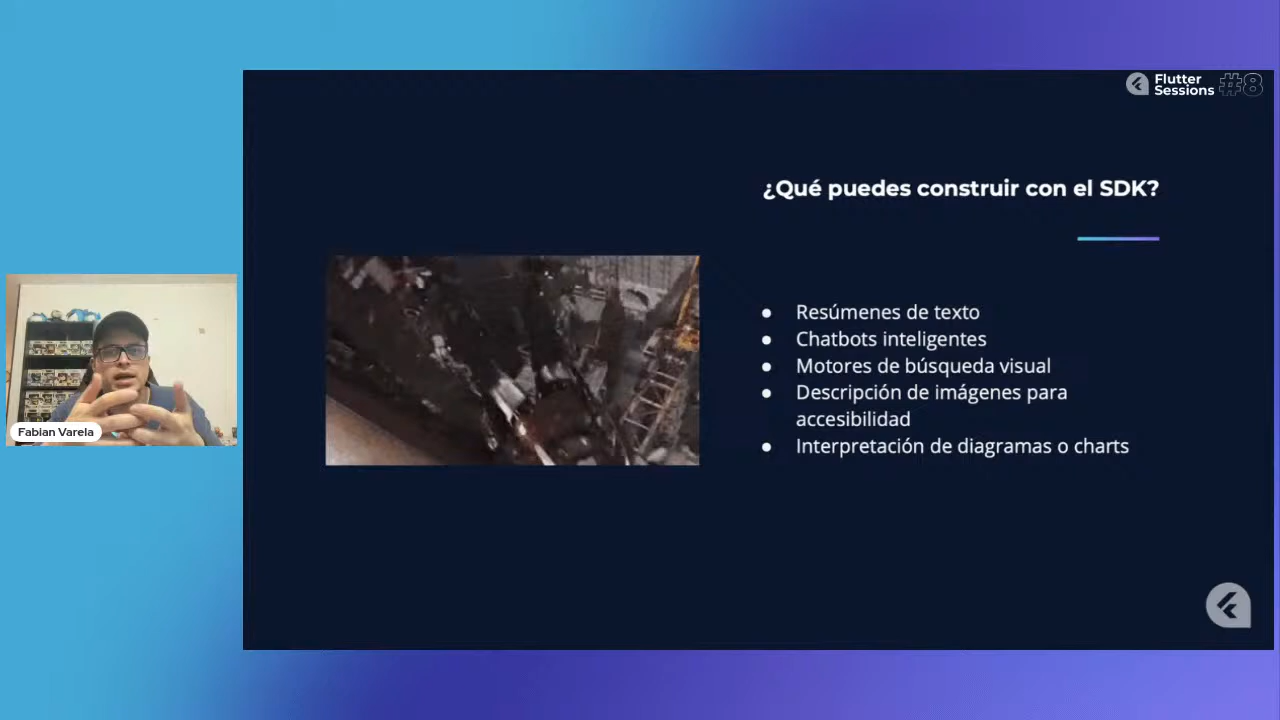 Flutter
Sessions #8
¿Qué puedes construir con el SDK?
● Resúmenes de texto
● Chatbots inteligentes
● Motores de búsqueda visual
● Descripción de imágenes para
accesibilidad
● Interpretación de diagramas o charts
Fabian Varela